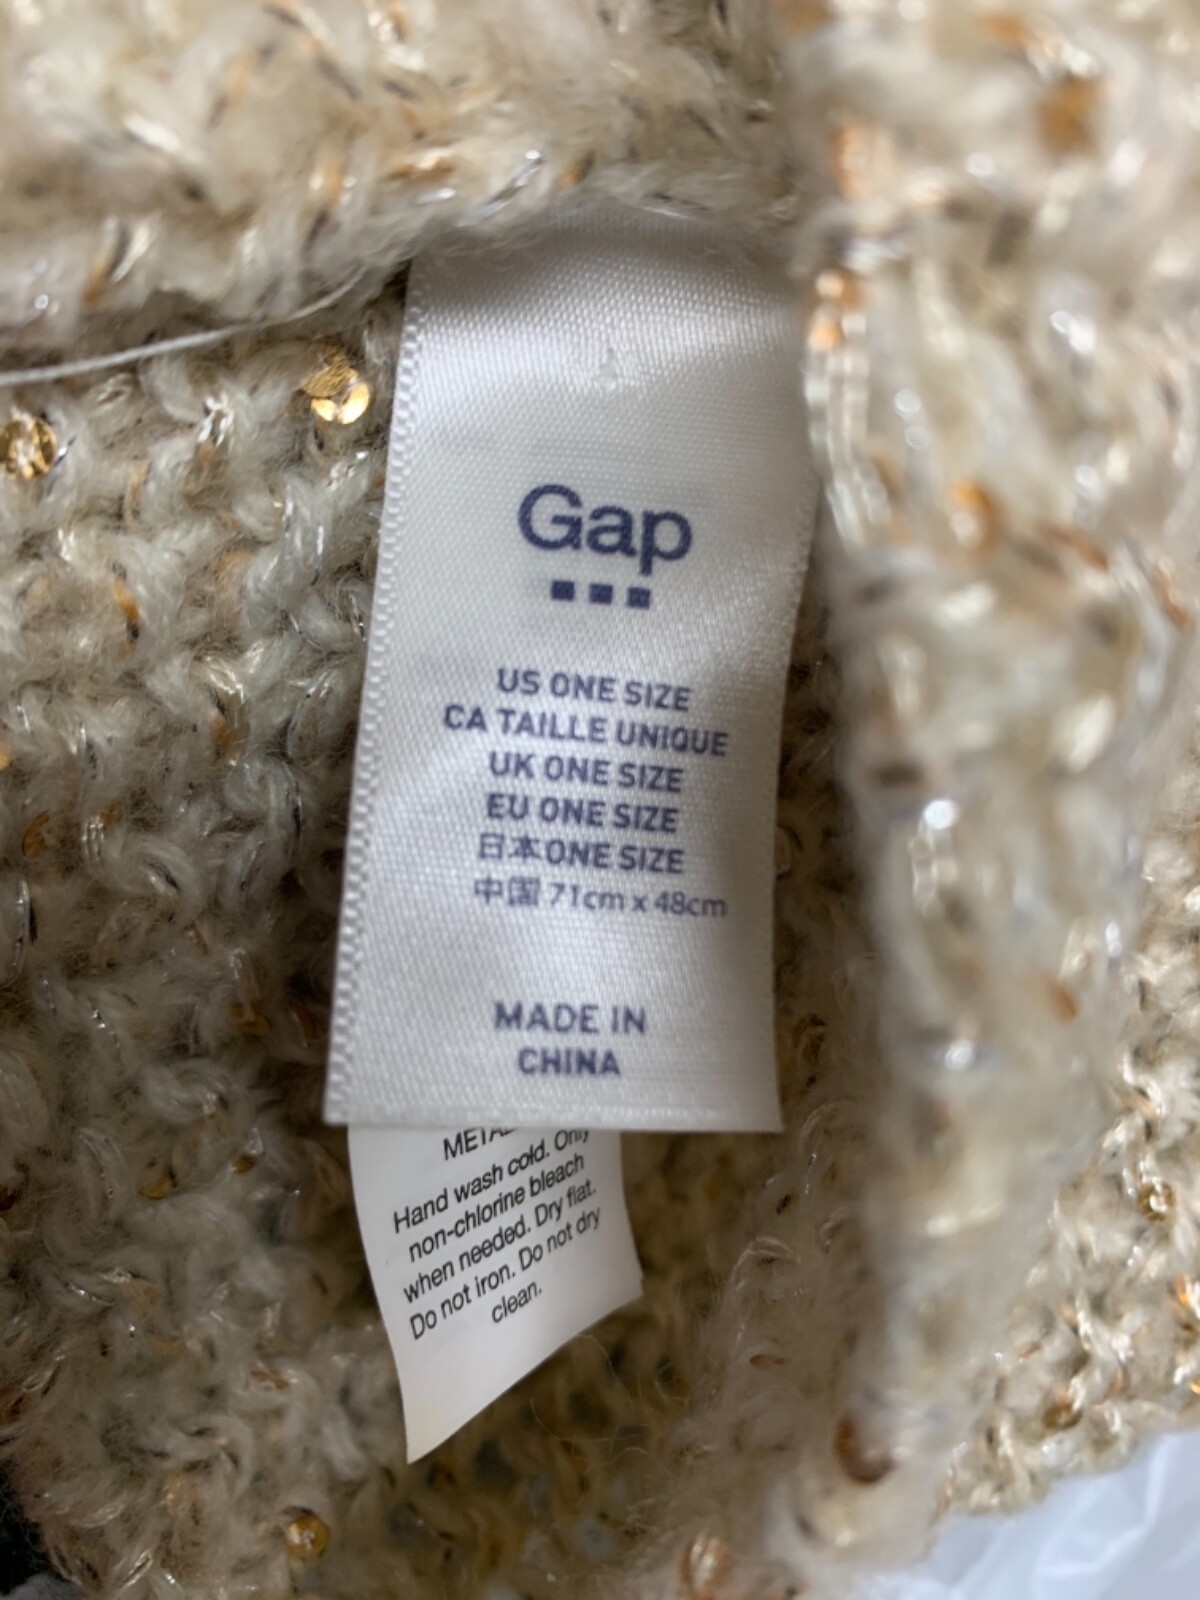 Gap
US ONE SIZE
CA TAILLE UNIQUE
UK ONE SIZE
EU ONE SIZE
日本ONE SIZE
中国 71cm x 48cm
MADE IN
CHINA
Hand wash cold. Only
non-chlorine bleach
when needed. Dry flat.
Do not iron. Do not dry
clean.